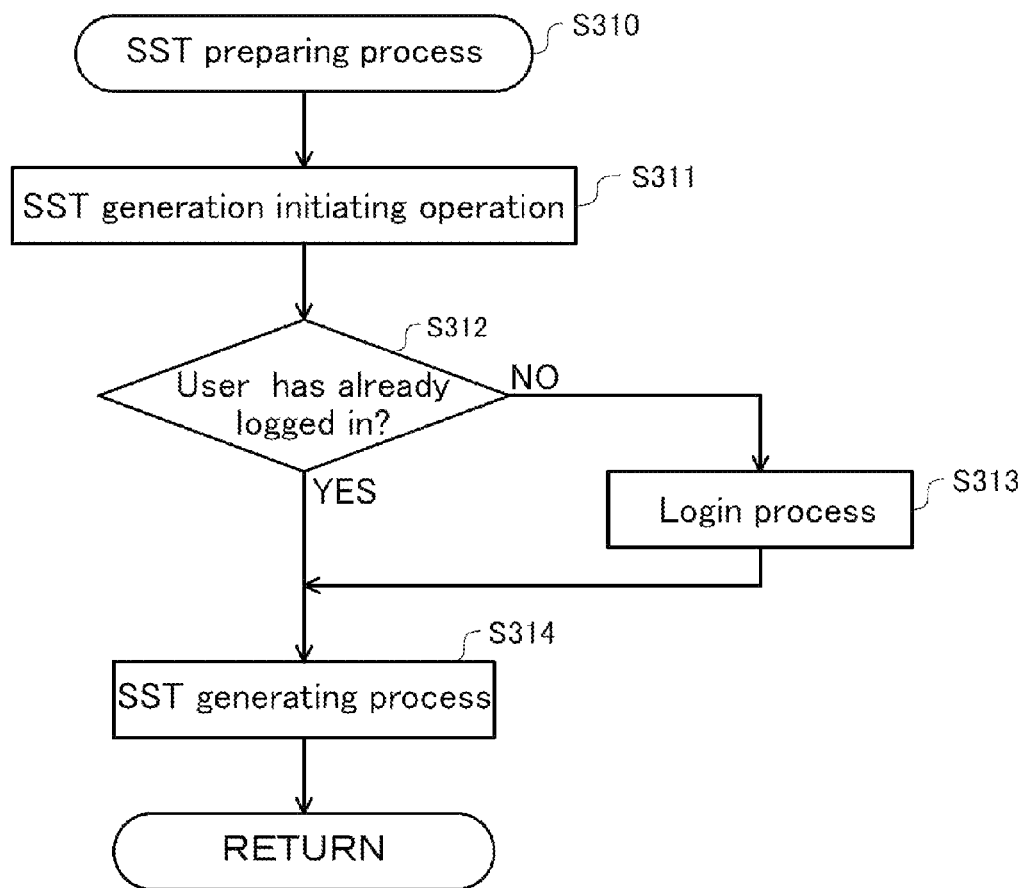 S310
SST preparing process
S311
SST generation initiating operation
S312
User has already
logged in?
NO
YES
S313
Login process
S314
SST generating process
RETURN